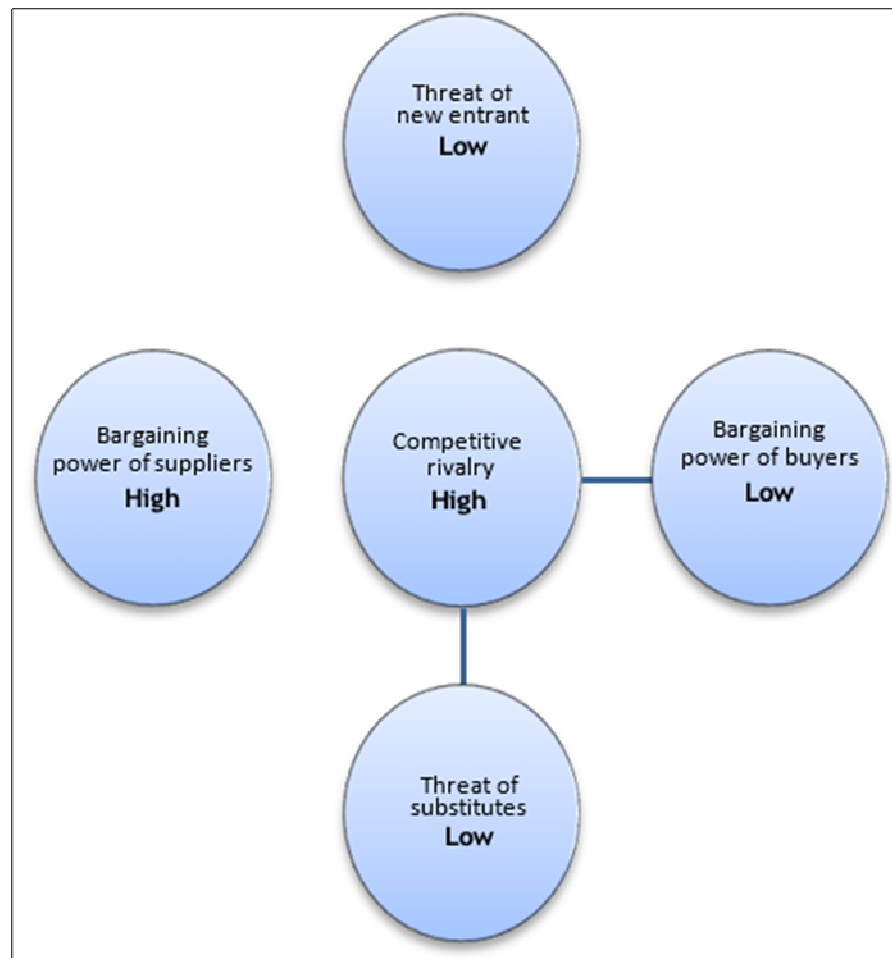 Threat of
new entrant
Low
Bargaining
power of suppliers
High
Competitive
rivalry
High
Bargaining
power of buyers
Low
Threat of
substitutes
Low